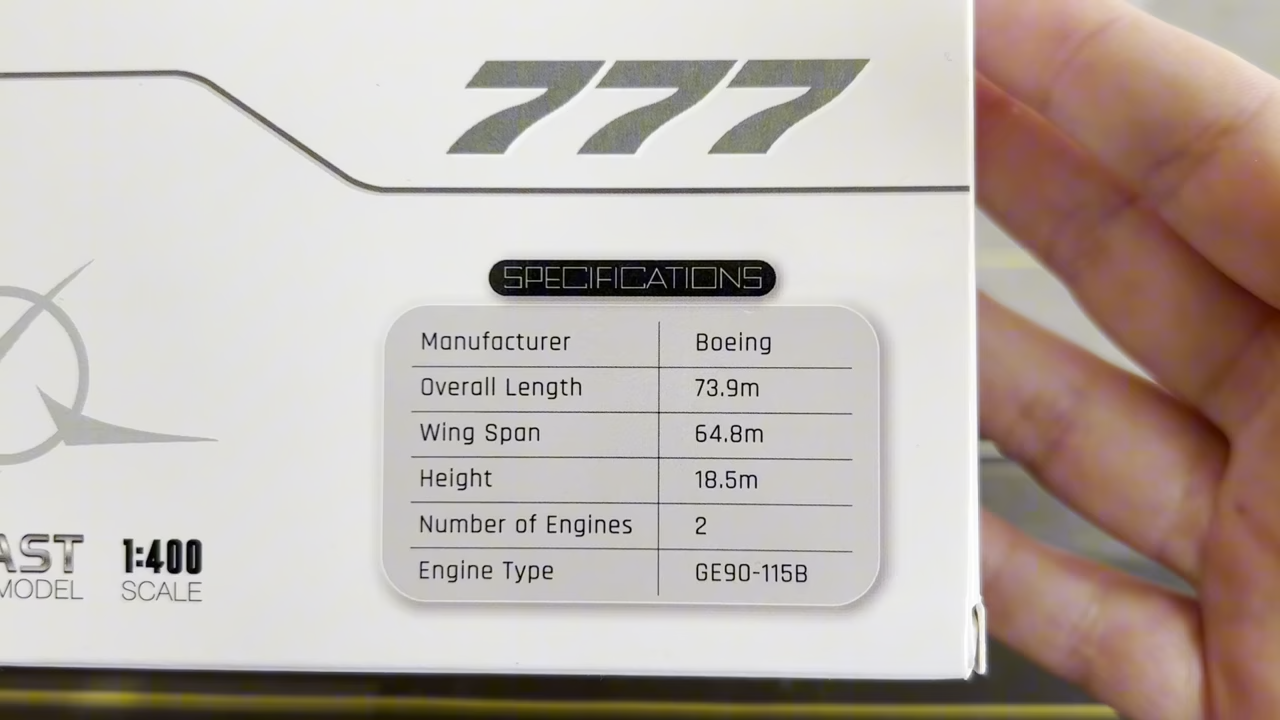 777
SPECIFICATIONS
Manufacturer Boeing
Overall Length 73.9m
Wing Span 64.8m
Height 18.5m
Number of Engines 2
Engine Type GE90-115B
AST 1:400
MODEL SCALE